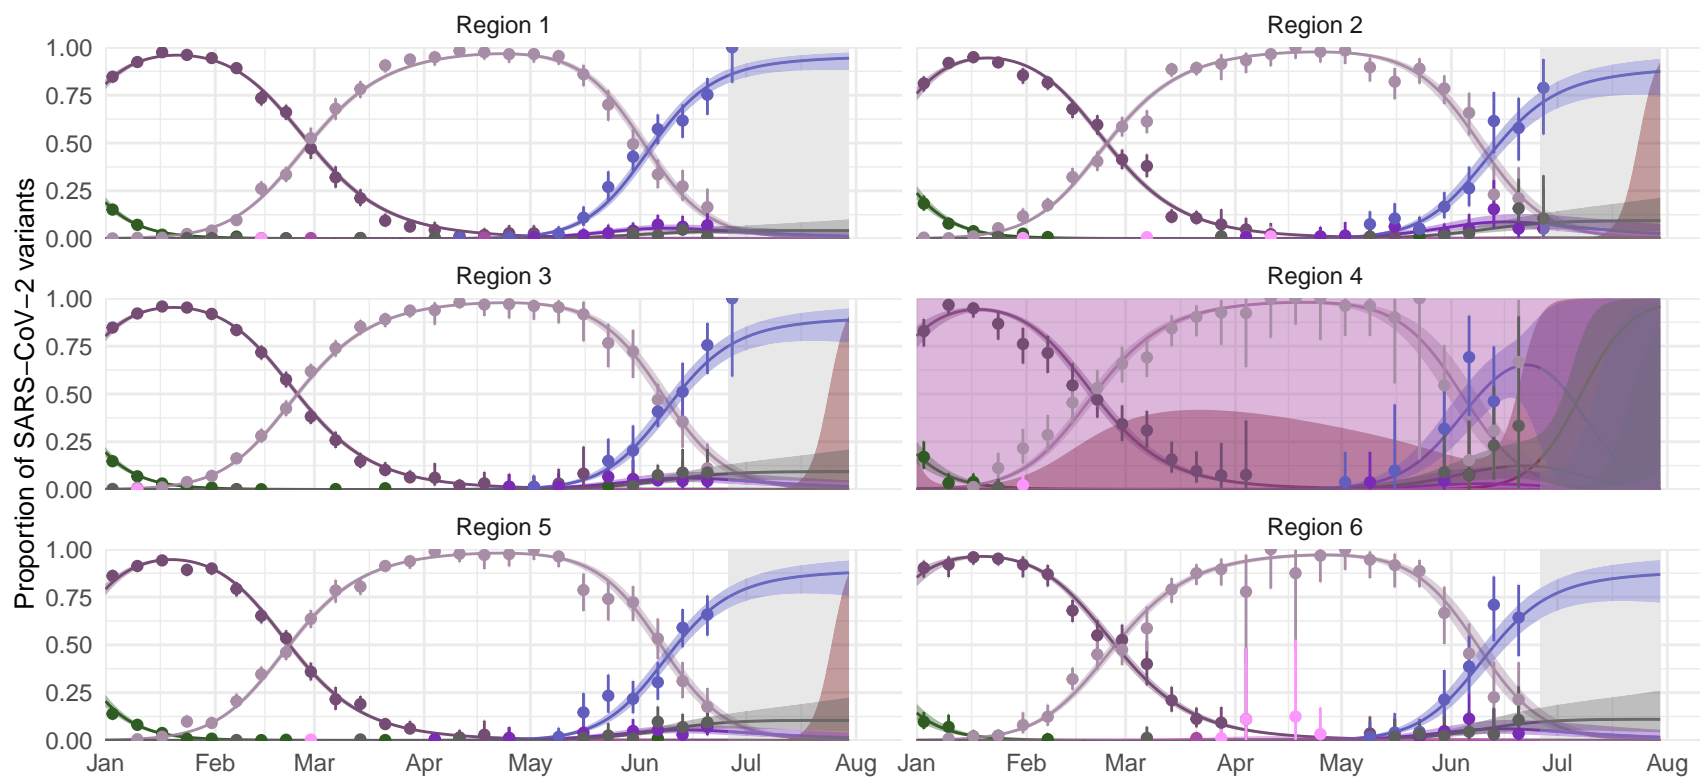 Region 1
Region 2
1.00
0.75
0.50
0.25
0.00
Region 3
Region 4
1.00
0.75
0.50
0.25
0.00
Region 5
Region 6
1.00
0.75
0.50
0.25
0.00
Jan Feb Mar Apr May Jun Jul Aug Jan Feb Mar Apr May Jun Jul Aug
Proportion of SARS−CoV−2 variants